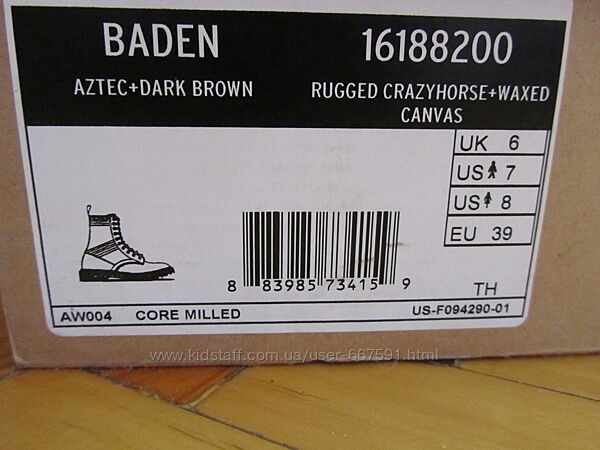 BADEN
16188200
AZTEC+DARK BROWN
RUGGED CRAZYHORSE+WAXED
CANVAS
UK 6
US 7
US 8
EU 39
8 83985 73415 9
TH
AW004 CORE MILLED
US-F094290-01
www.kidstaff.com.ua/user-667591.html